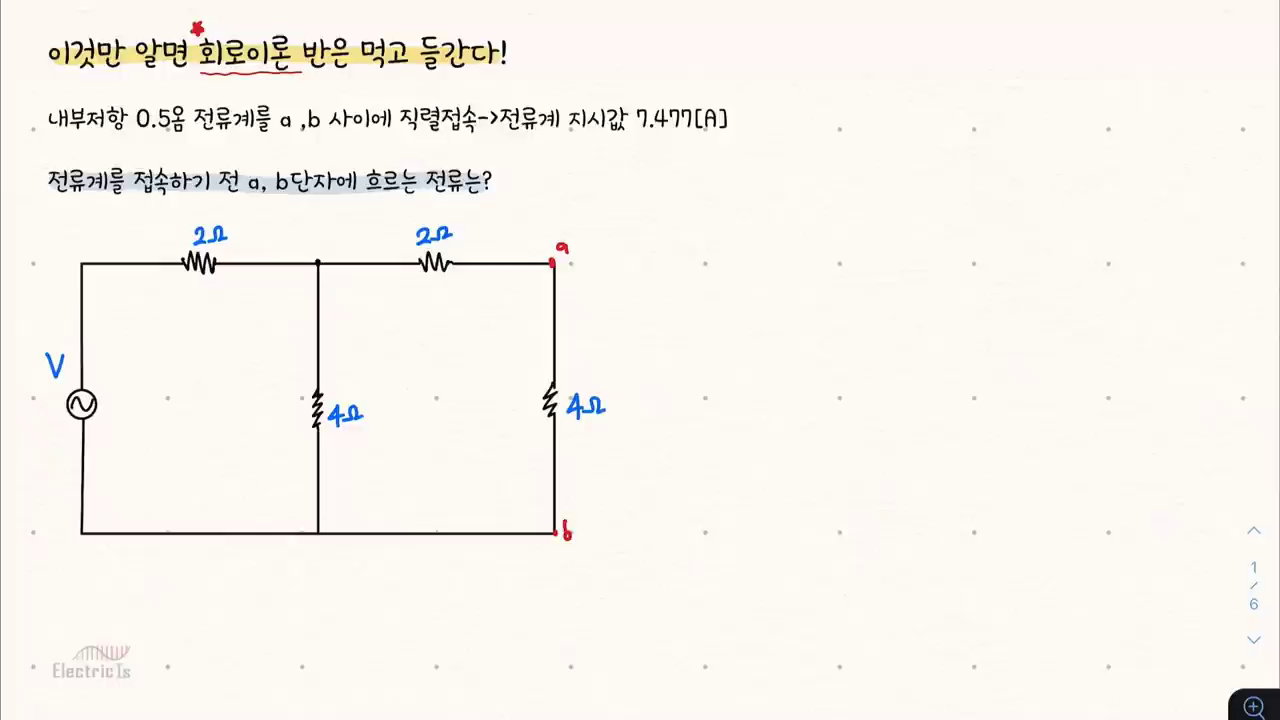 이것만 알면 회로이론 반은 먹고 들간다!
내부저항 0.5옴 전류계를 a ,b 사이에 직렬접속->전류계 지시값 7.477[A]
전류계를 접속하기 전 a, b단자에 흐르는 전류는?
2Ω 2Ω a
V
4Ω 4Ω
b
1
/
6
ElectricIs